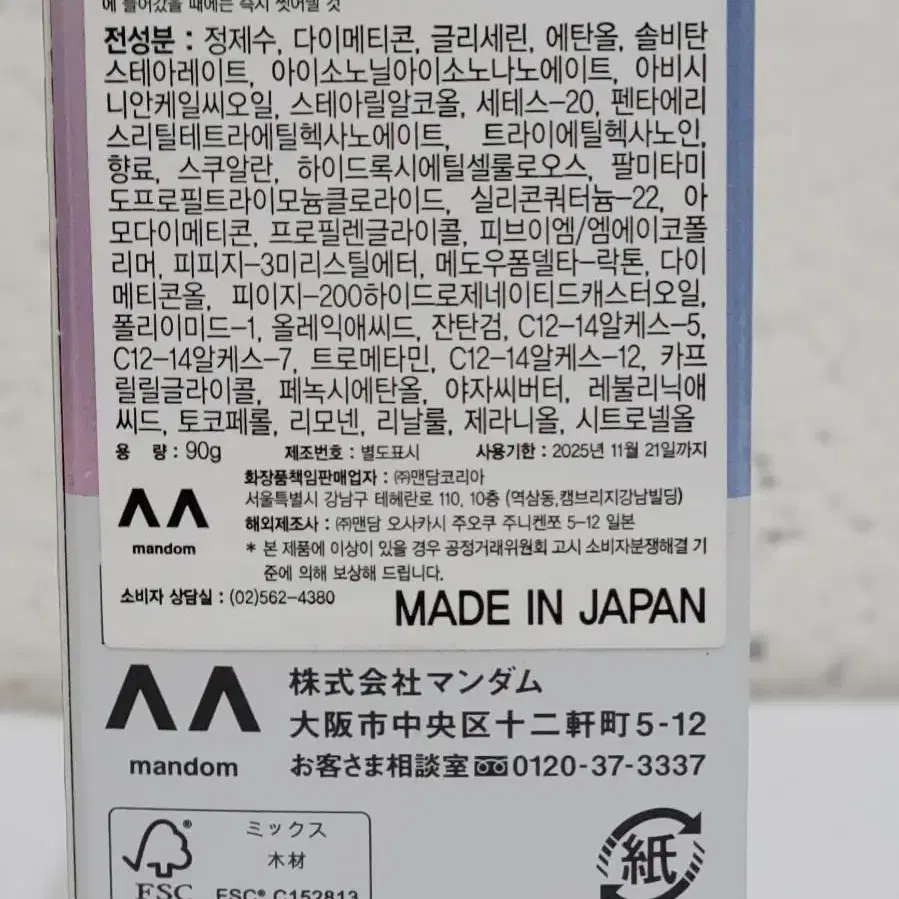 에 들어갔을 때에는 즉시 씻어낼 것
전성분 : 정제수, 다이메티콘, 글리세린, 에탄올, 솔비탄
스테아레이트, 아이소노닐아이소노나노에이트, 아비시
니안케일씨오일, 스테아릴알코올, 세테스-20, 펜타에리
스리틸테트라에틸헥사노에이트, 트라이에틸헥사노인,
향료, 스쿠알란, 하이드록시에틸셀룰로오스, 팔미타미
도프로필트라이모늄클로라이드, 실리콘쿼터늄-22, 아
모다이메티콘, 프로필렌글라이콜, 피브이엠/엠에이코폴
리머, 피피지-3미리스틸에터, 메도우폼델타-락톤, 다이
메티콘올, 피이지-200하이드로제네이티드캐스터오일,
폴리이미드-1, 올레익애씨드, 잔탄검, C12-14알케스-5,
C12-14알케스-7, 트로메타민, C12-14알케스-12, 카프
릴릴글라이콜, 페녹시에탄올, 야자씨버터, 레불리닉애
씨드, 토코페롤, 리모넨, 리날룰, 제라니올, 시트로넬올
용 량 : 90g 제조번호 : 별도표시 사용기한 : 2025년 11월 21일까지
화장품책임판매업자 : ㈜맨담코리아
서울특별시 강남구 테헤란로 110, 10층 (역삼동,캠브리지강남빌딩)
해외제조사 : ㈜맨담 오사카시 주오쿠 주니켄쪼 5-12 일본
mandom
* 본 제품에 이상이 있을 경우 공정거래위원회 고시 소비자분쟁해결 기
준에 의해 보상해 드립니다.
소비자 상담실 : (02)562-4380
MADE IN JAPAN
株式会社マンダム
大阪市中央区十二軒町5-12
mandom
お客さま相談室 0120-37-3337
ミックス
木材
FSC
FSC® C152813
紙